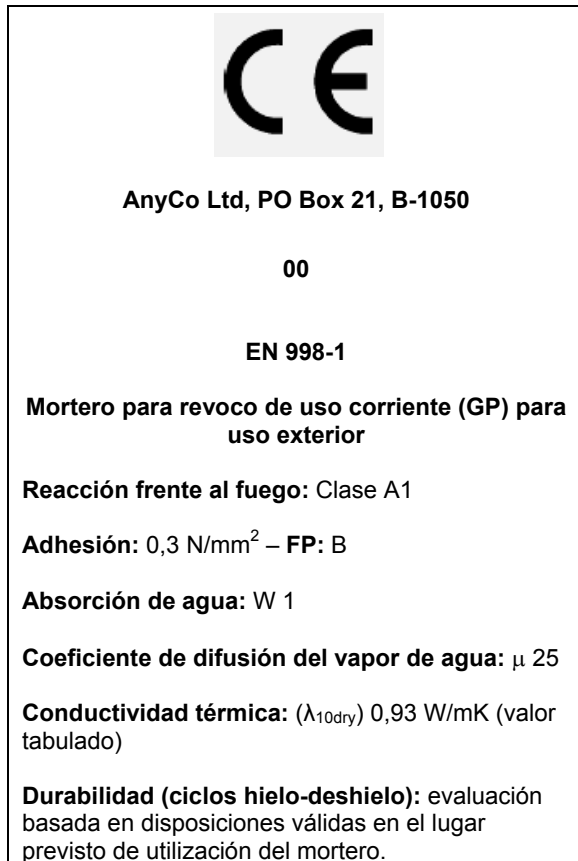 CE
AnyCo Ltd, PO Box 21, B-1050
00
EN 998-1
Mortero para revoco de uso corriente (GP) para
uso exterior
Reacción frente al fuego: Clase A1
Adhesión: 0,3 N/mm² – FP: B
Absorción de agua: W 1
Coeficiente de difusión del vapor de agua: μ 25
Conductividad térmica: (λ10dry) 0,93 W/mK (valor
tabulado)
Durabilidad (ciclos hielo-deshielo): evaluación
basada en disposiciones válidas en el lugar
previsto de utilización del mortero.